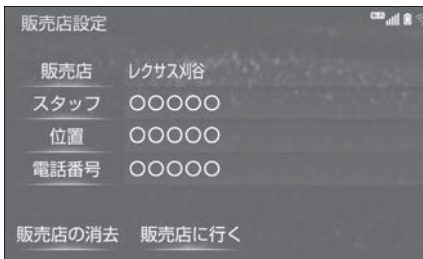 販売店設定
販売店 レクサス刈谷
スタッフ ○○○○○
位置 ○○○○○
電話番号 ○○○○○
販売店の消去 販売店に行く